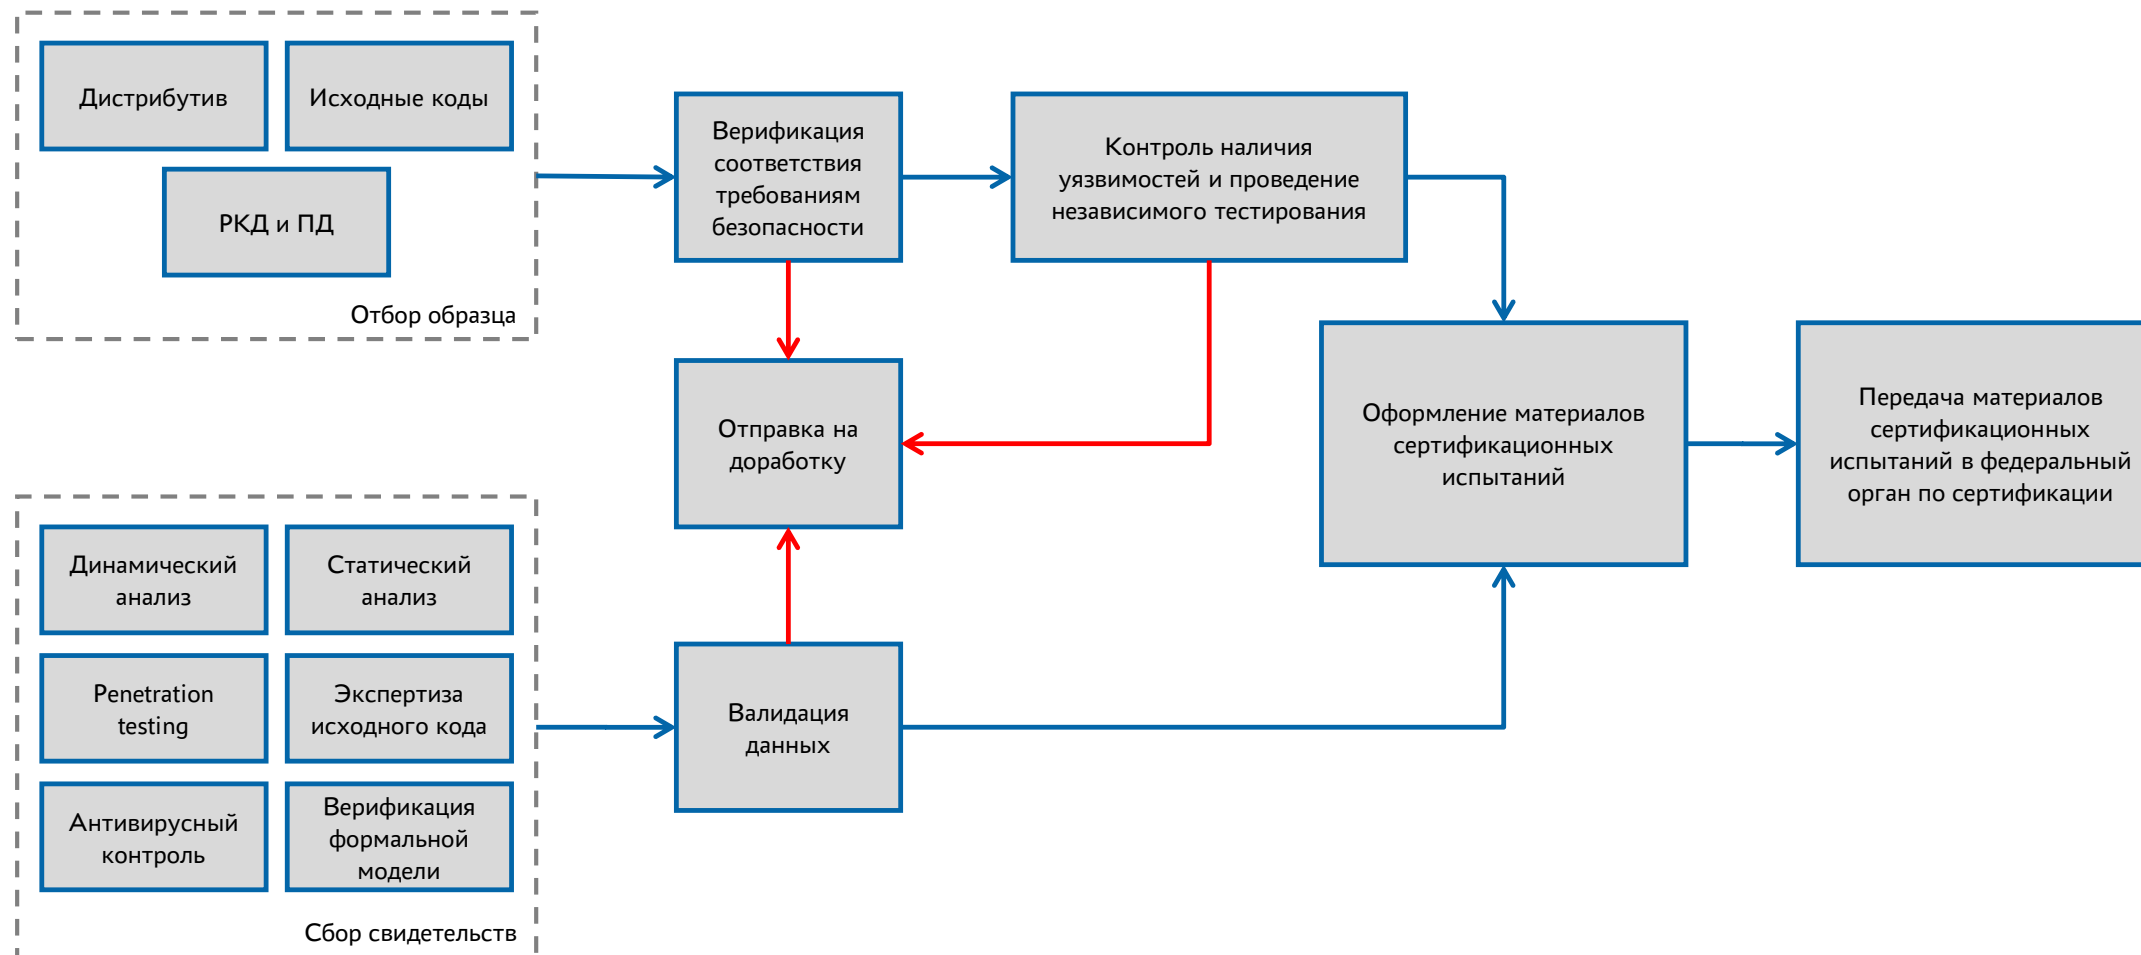 Дистрибутив
Исходные коды
РКД и ПД
Отбор образца
Верификация
соответствия
требованиям
безопасности
Контроль наличия
уязвимостей и проведение
независимого тестирования
Отправка на
доработку
Оформление материалов
сертификационных
испытаний
Передача материалов
сертификационных
испытаний в федеральный
орган по сертификации
Динамический
анализ
Статический
анализ
Penetration
testing
Экспертиза
исходного кода
Антивирусный
контроль
Верификация
формальной
модели
Сбор свидетельств
Валидация
данных